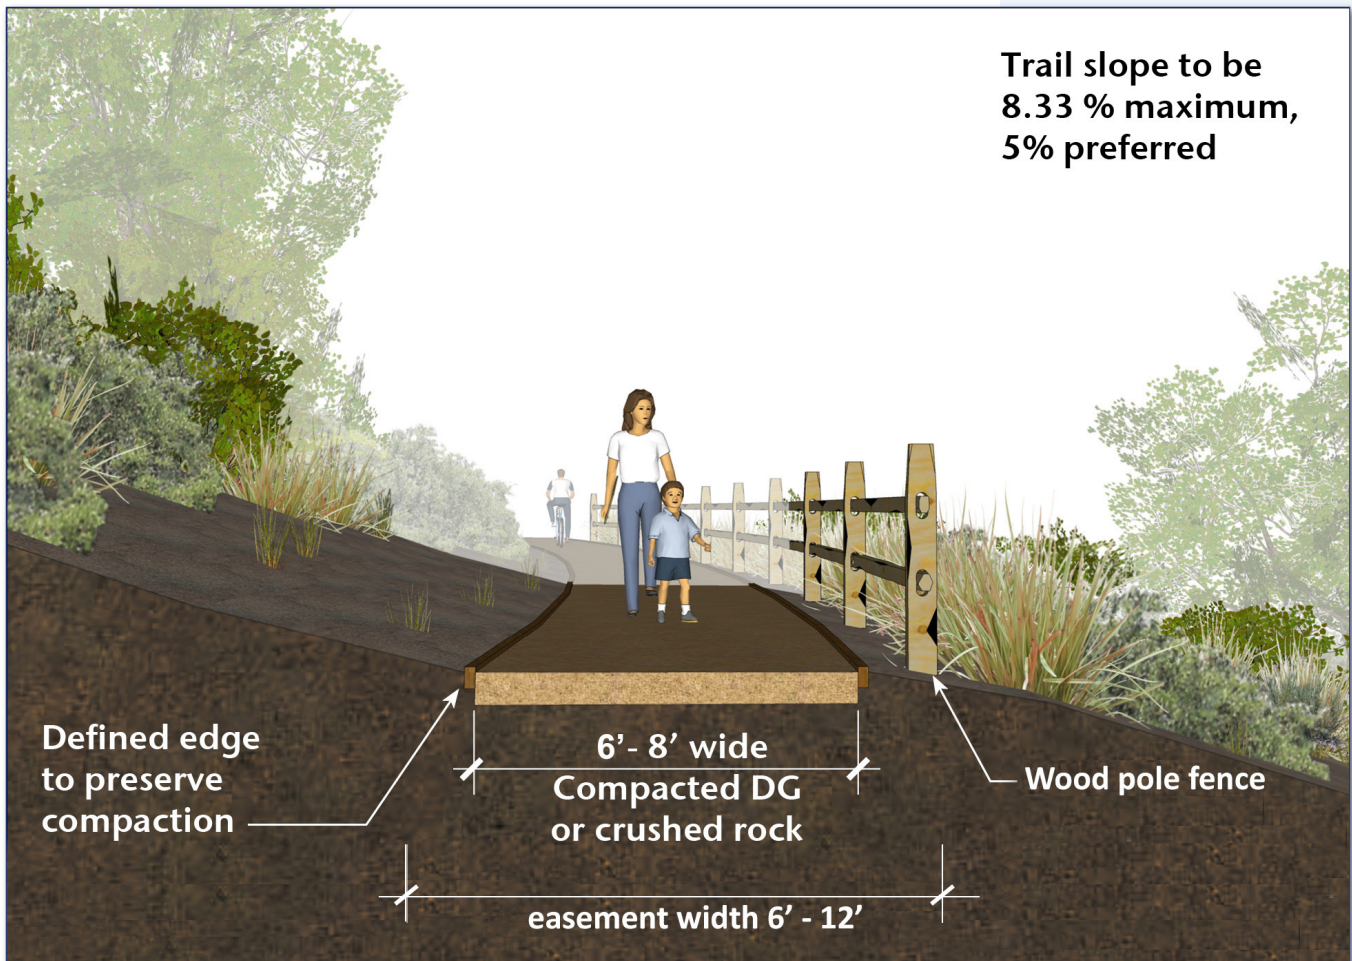 Trail slope to be
8.33 % maximum,
5% preferred
Defined edge
to preserve
compaction
6’- 8’ wide
Compacted DG
or crushed rock
Wood pole fence
easement width 6’ - 12’